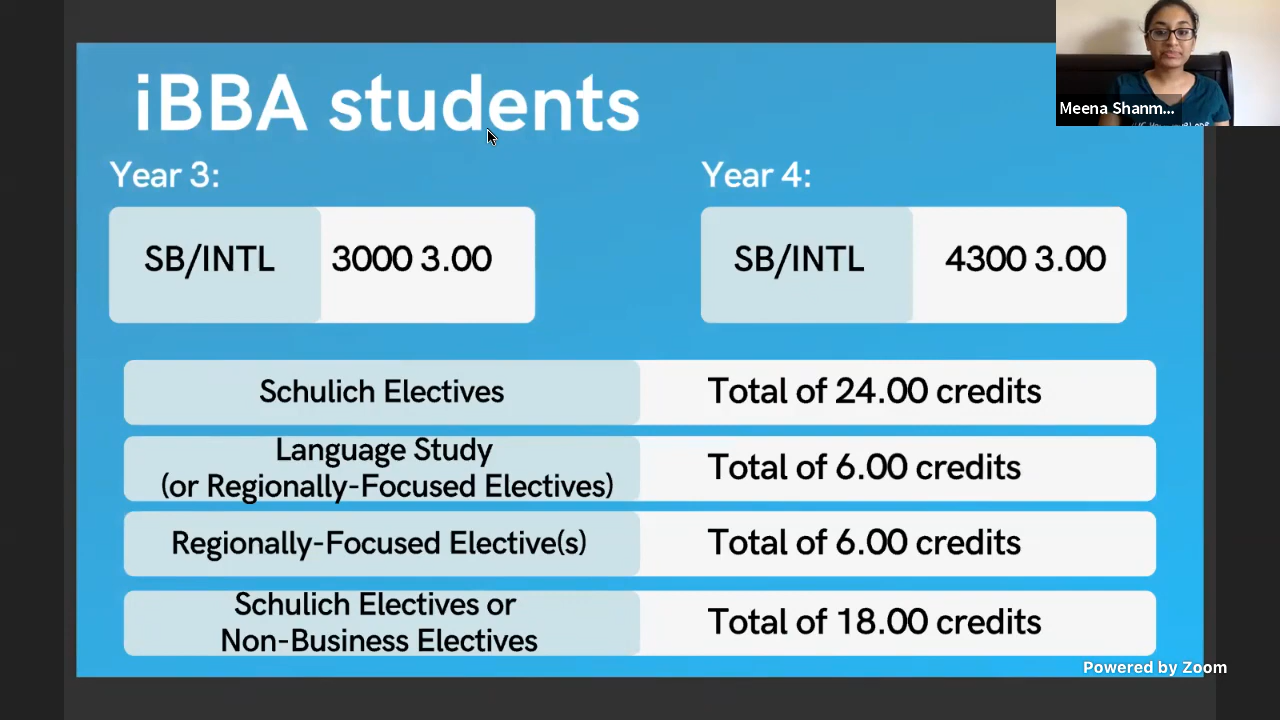 iBBA students
Meena Shanm...
Year 3:
Year 4:
SB/INTL 3000 3.00
SB/INTL 4300 3.00
Schulich Electives Total of 24.00 credits
Language Study
(or Regionally-Focused Electives) Total of 6.00 credits
Regionally-Focused Elective(s) Total of 6.00 credits
Schulich Electives or
Non-Business Electives Total of 18.00 credits
Powered by Zoom